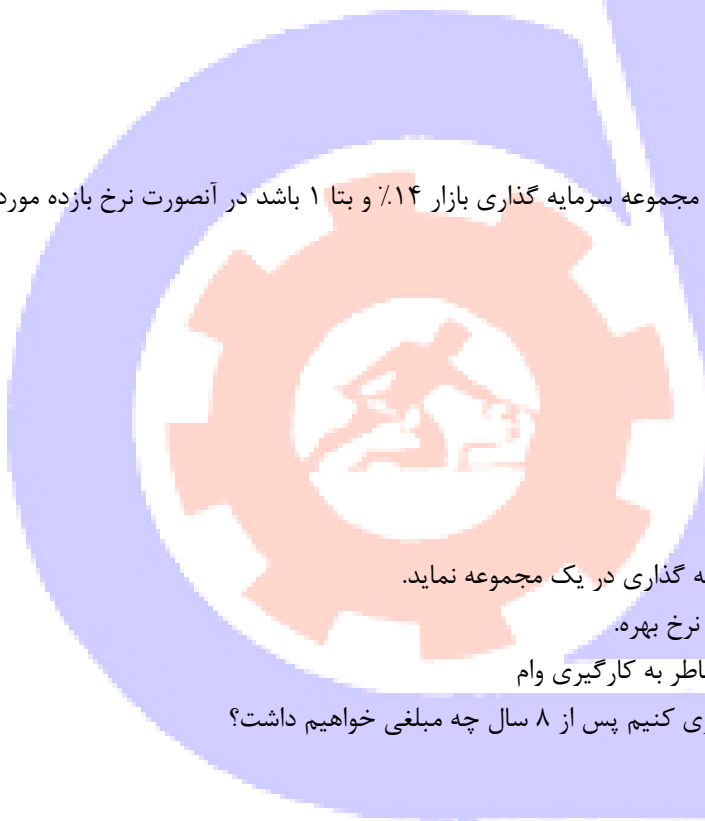 مجموعه سرمایه گذاری بازار ۱۴٪ و بتا ۱ باشد در آنصورت نرخ بازده مورد
گذاری در یک مجموعه نماید.
نرخ بهره.
به کارگیری وام
کنیم پس از ۸ سال چه مبلغی خواهیم داشت؟